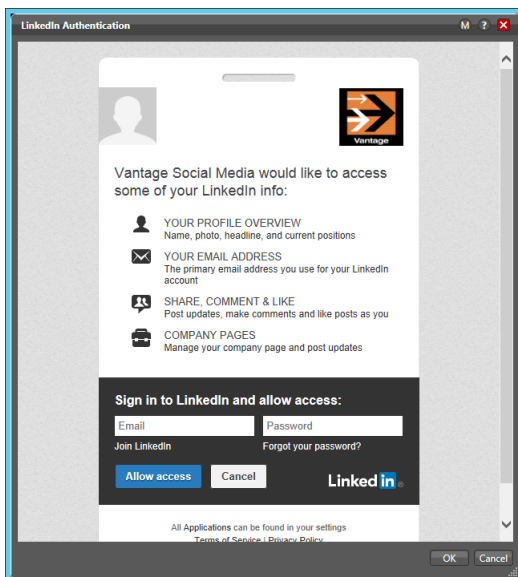 LinkedIn Authentication
M ? X
Vantage
Vantage Social Media would like to access
some of your LinkedIn info:
YOUR PROFILE OVERVIEW
Name, photo, headline, and current positions
YOUR EMAIL ADDRESS
The primary email address you use for your LinkedIn
account
SHARE, COMMENT & LIKE
Post updates, make comments and like posts as you
COMPANY PAGES
Manage your company page and post updates
Sign in to LinkedIn and allow access:
Email Password
Join LinkedIn Forgot your password?
Allow access Cancel Linked in ®
All Applications can be found in your settings
Terms of Service | Privacy Policy
OK Cancel